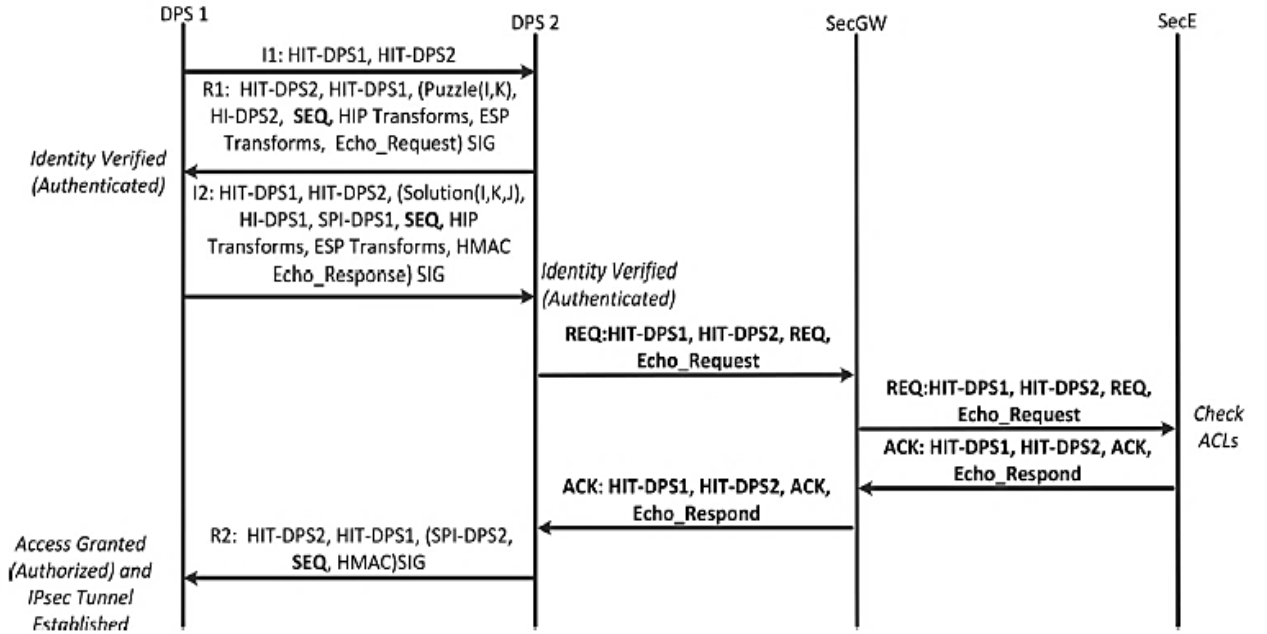 DPS 1
DPS 2
SecGW
SecE
I1: HIT-DPS1, HIT-DPS2
R1: HIT-DPS2, HIT-DPS1, (Puzzle(I,K),
HI-DPS2, SEQ, HIP Transforms, ESP
Transforms, Echo_Request) SIG
Identity Verified
(Authenticated)
I2: HIT-DPS1, HIT-DPS2, (Solution(I,K,J),
HI-DPS1, SPI-DPS1, SEQ, HIP
Transforms, ESP Transforms, HMAC
Echo_Response) SIG
Identity Verified
(Authenticated)
REQ:HIT-DPS1, HIT-DPS2, REQ,
Echo_Request
REQ:HIT-DPS1, HIT-DPS2, REQ,
Echo_Request
Check
ACLs
ACK: HIT-DPS1, HIT-DPS2, ACK,
Echo_Respond
ACK: HIT-DPS1, HIT-DPS2, ACK,
Echo_Respond
R2: HIT-DPS2, HIT-DPS1, (SPI-DPS2,
SEQ, HMAC)SIG
Access Granted
(Authorized) and
IPsec Tunnel
Established